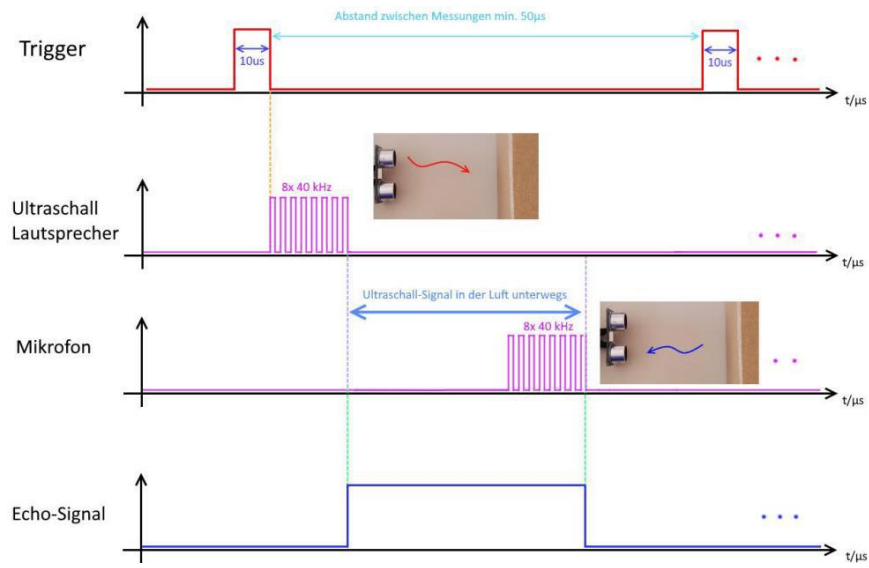 Abstand zwischen Messungen min. 50µs
Trigger
10us
10us
t/µs
8x 40 kHz
Ultraschall
Lautsprecher
t/µs
Ultraschall-Signal in der Luft unterwegs
8x 40 kHz
Mikrofon
t/µs
Echo-Signal
t/µs